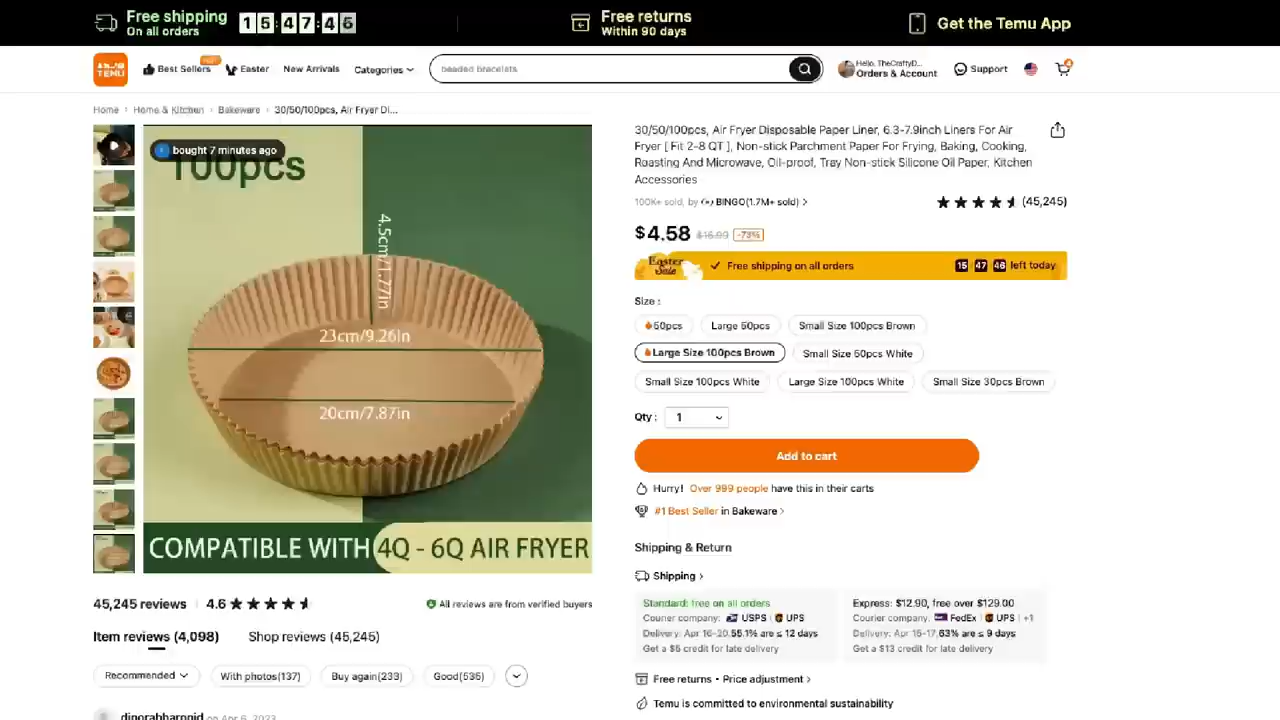 Free shipping
On all orders
15:47:45
Free returns
Within 90 days
Get the Temu App
TEMU
Best Sellers
HOT
Easter
New Arrivals
Categories
beaded bracelets
Hello, TheCraftyD...
Orders & Account
Support
4
Home > Home & Kitchen > Bakeware > 30/50/100pcs, Air Fryer Di...
bought 7 minutes ago
100pcs
4.5cm/1.77in
23cm/9.26in
20cm/7.87in
COMPATIBLE WITH 4Q - 6Q AIR FRYER
45,245 reviews
4.6
All reviews are from verified buyers
Item reviews (4,098)
Shop reviews (45,245)
Recommended
With photos(137)
Buy again(233)
Good(535)
dinorahbarogid on Apr 6, 2023
30/50/100pcs, Air Fryer Disposable Paper Liner, 6.3-7.9inch Liners For Air
Fryer [ Fit 2-8 QT ], Non-stick Parchment Paper For Frying, Baking, Cooking,
Roasting And Microwave, Oil-proof, Tray Non-stick Silicone Oil Paper, Kitchen
Accessories
100K+ sold, by BINGO(1.7M+ sold) >
(45,245)
$4.58 $16.99 -73%
Easter
Sale
Free shipping on all orders
15 47 46 left today
Size :
50pcs
Large 50pcs
Small Size 100pcs Brown
Large Size 100pcs Brown
Small Size 50pcs White
Small Size 100pcs White
Large Size 100pcs White
Small Size 30pcs Brown
Qty : 1
Add to cart
Hurry! Over 999 people have this in their carts
#1 Best Seller in Bakeware >
Shipping & Return
Shipping >
Standard: free on all orders
Courier company: USPS | UPS
Delivery: Apr 16-20, 55.1% are ≤ 12 days
Get a $5 credit for late delivery
Express: $12.90, free over $129.00
Courier company: FedEx | UPS | +1
Delivery: Apr 15-17, 63% are ≤ 9 days
Get a $13 credit for late delivery
Free returns • Price adjustment >
Temu is committed to environmental sustainability